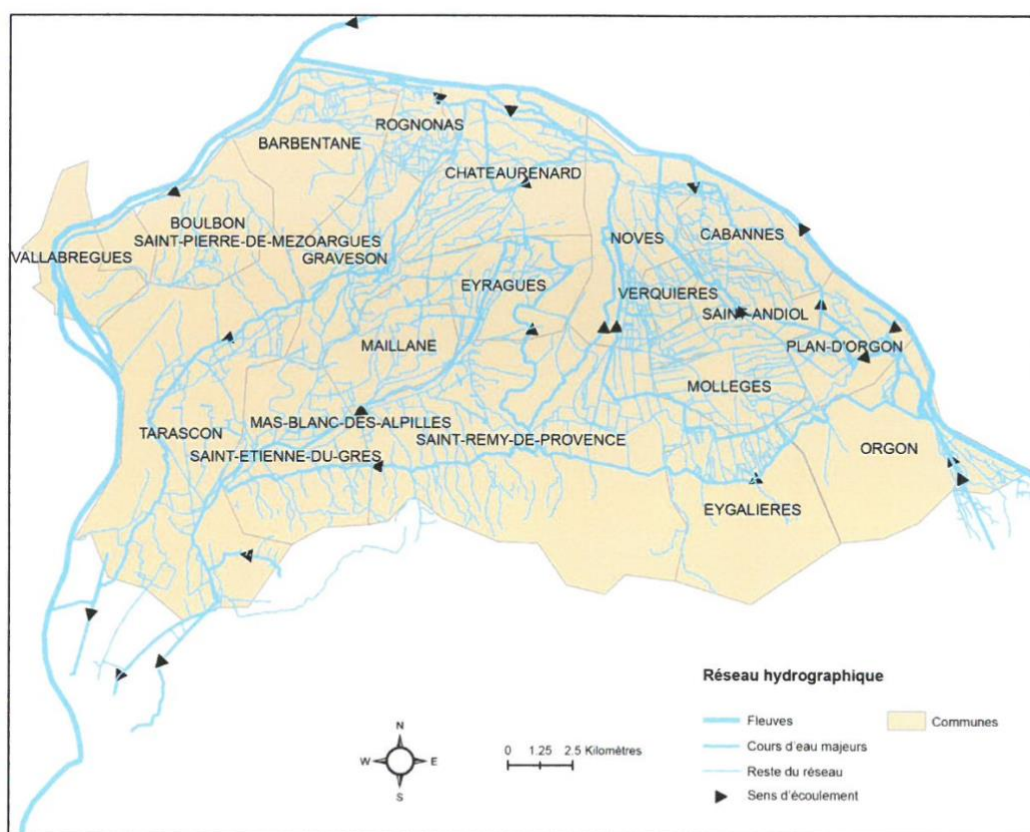 ROGNONAS
BARBENTANE
CHATEAURENARD
BOULBON
SAINT-PIERRE-DE-MEZOARGUES
NOVES
CABANNES
VALLABREGUES
GRAVESON
EYRAGUES
VERQUIERES
SAINT-ANDIOL
MAILLANE
PLAN-D'ORGON
MOLLEGES
MAS-BLANC-DES-ALPILLES
TARASCON
SAINT-REMY-DE-PROVENCE
ORGON
SAINT-ETIENNE-DU-GRES
EYGALIERES
Réseau hydrographique
Fleuves
Communes
Cours d'eau majeurs
Reste du réseau
Sens d'écoulement
N
W E
S
0 1.25 2.5 Kilomètres